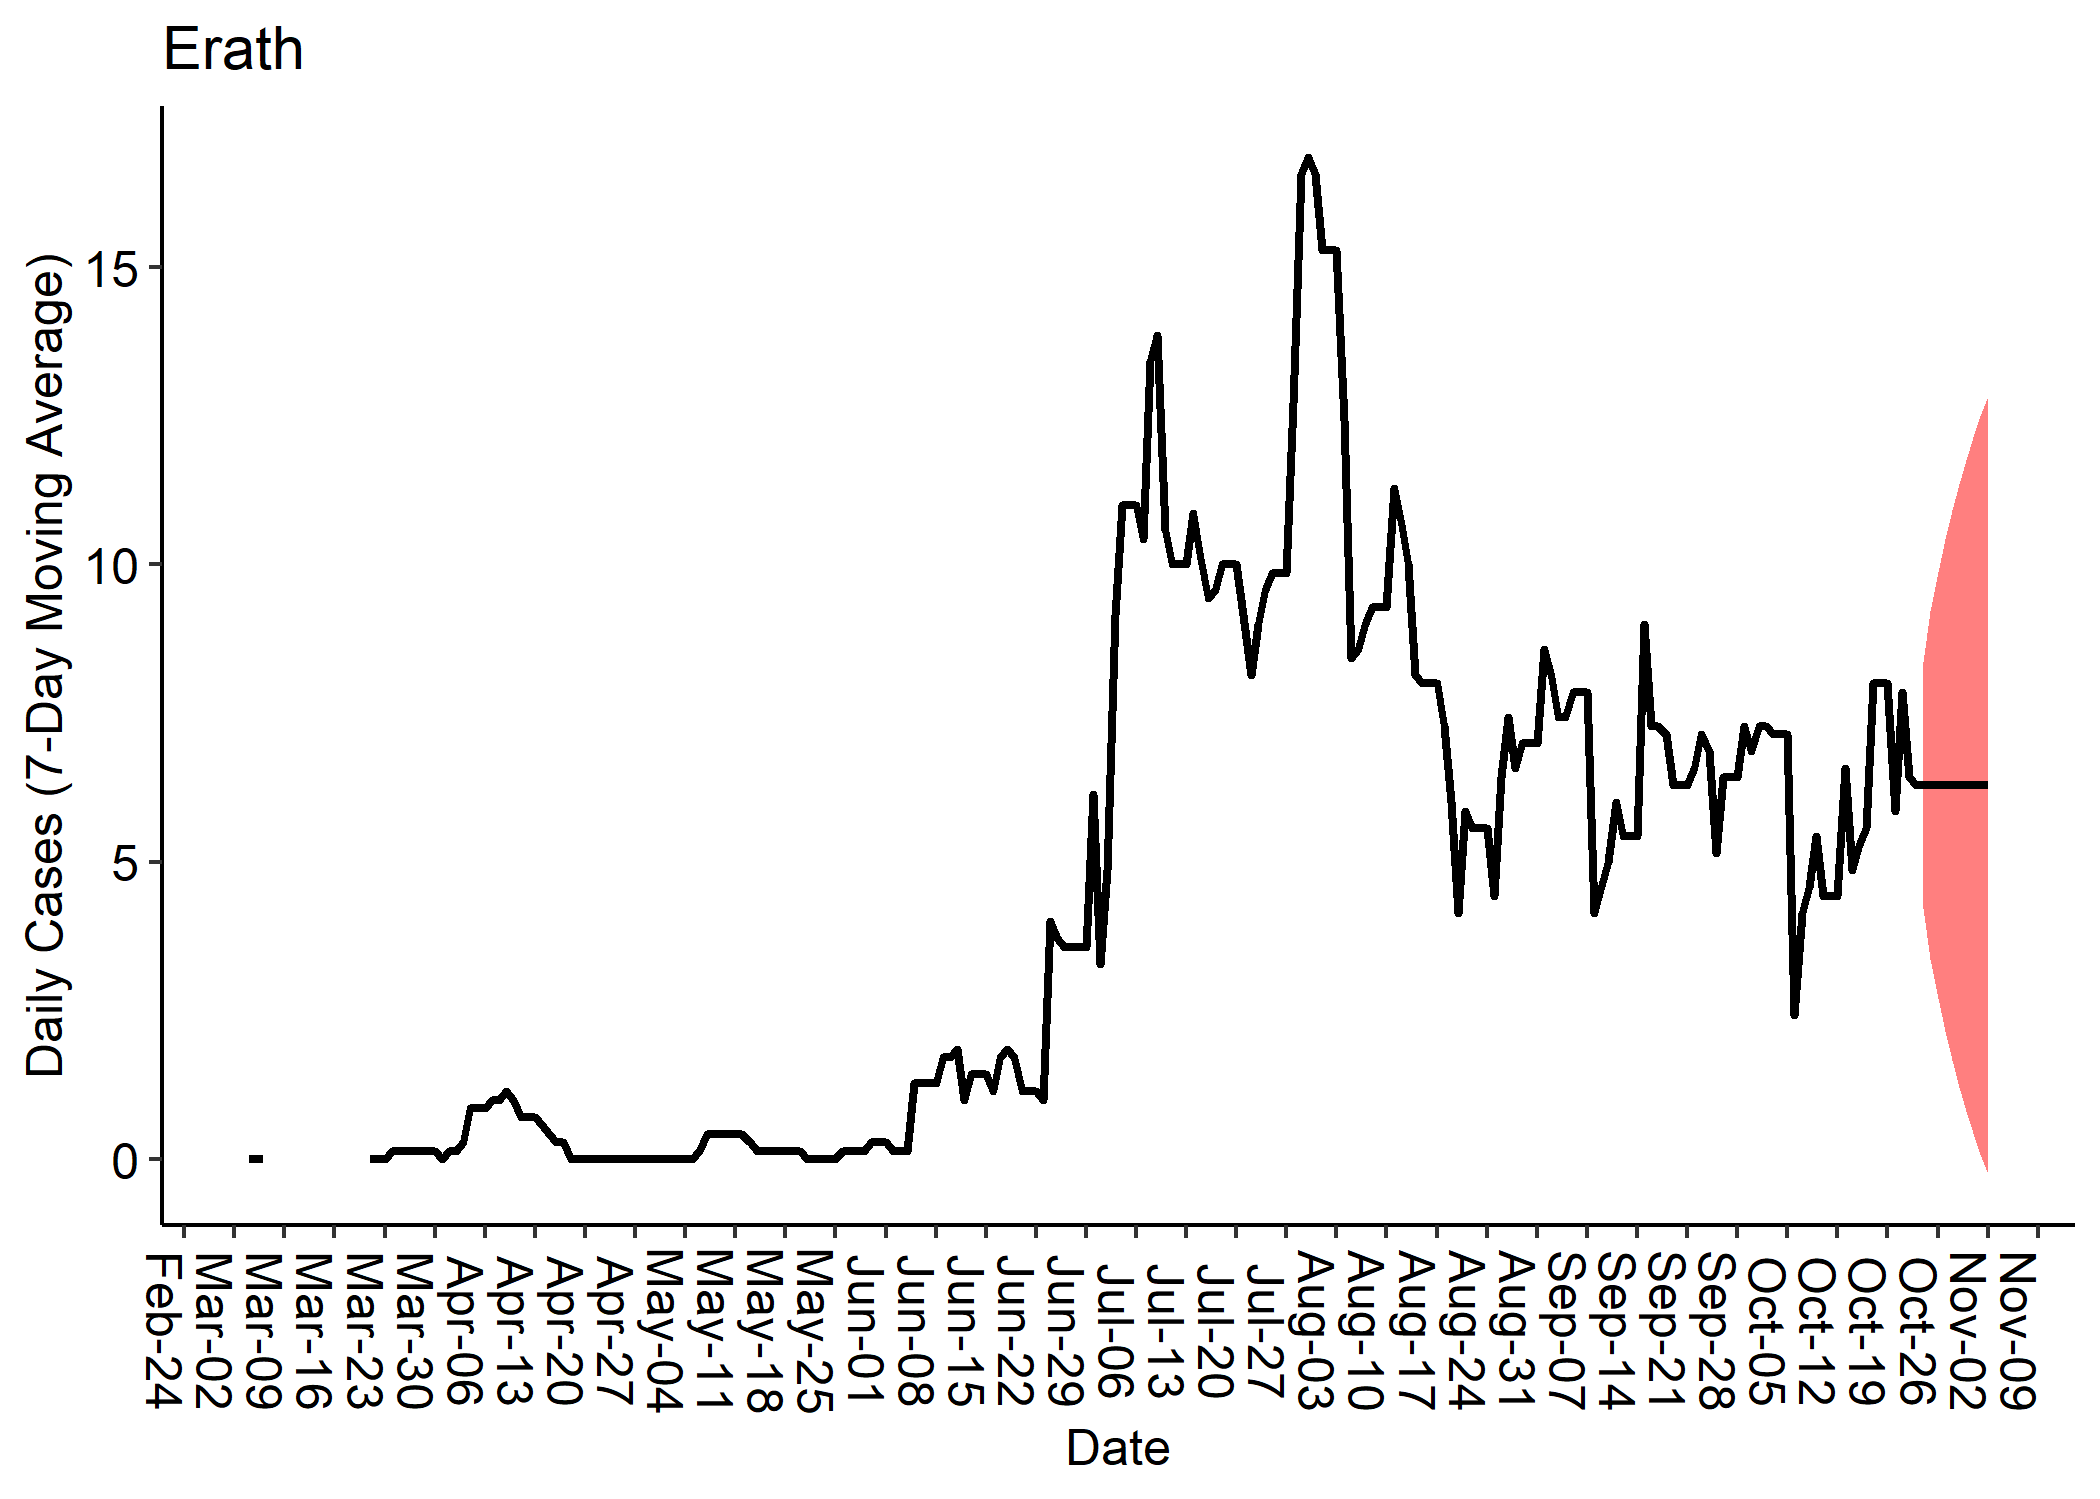 Erath
Daily Cases (7-Day Moving Average)
15
10
5
0
Feb-24
Mar-02
Mar-09
Mar-16
Mar-23
Mar-30
Apr-06
Apr-13
Apr-20
Apr-27
May-04
May-11
May-18
May-25
Jun-01
Jun-08
Jun-15
Jun-22
Jun-29
Jul-06
Jul-13
Jul-20
Jul-27
Aug-03
Aug-10
Aug-17
Aug-24
Aug-31
Sep-07
Sep-14
Sep-21
Sep-28
Oct-05
Oct-12
Oct-19
Oct-26
Nov-02
Nov-09
Date